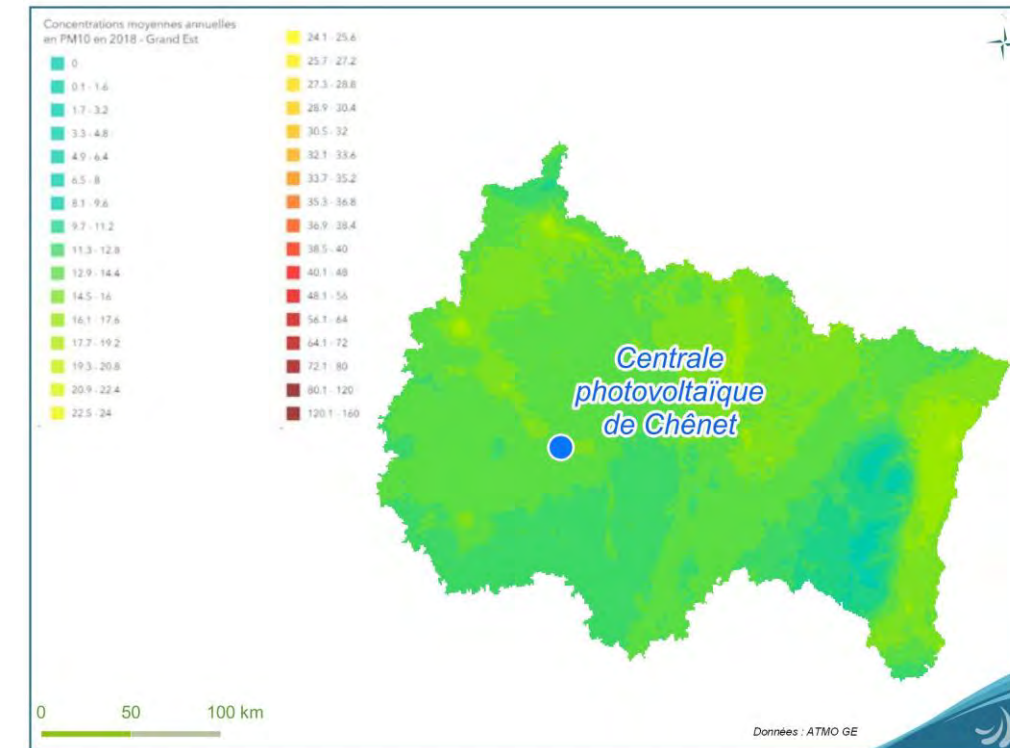 Concentrations moyennes annuelles
en PM10 en 2018 - Grand Est
0
0.1 - 1.6
1.7 - 3.2
3.3 - 4.8
4.9 - 6.4
6.5 - 8
8.1 - 9.6
9.7 - 11.2
11.3 - 12.8
12.9 - 14.4
14.5 - 16
16.1 - 17.6
17.7 - 19.2
19.3 - 20.8
20.9 - 22.4
22.5 - 24
24.1 - 25.6
25.7 - 27.2
27.3 - 28.8
28.9 - 30.4
30.5 - 32
32.1 - 33.6
33.7 - 35.2
35.3 - 36.8
36.9 - 38.4
38.5 - 40
40.1 - 48
48.1 - 56
56.1 - 64
64.1 - 72
72.1 - 80
80.1 - 120
120.1 - 160
Centrale
photovoltaïque
de Chênet
0 50 100 km
Données : ATMO GE